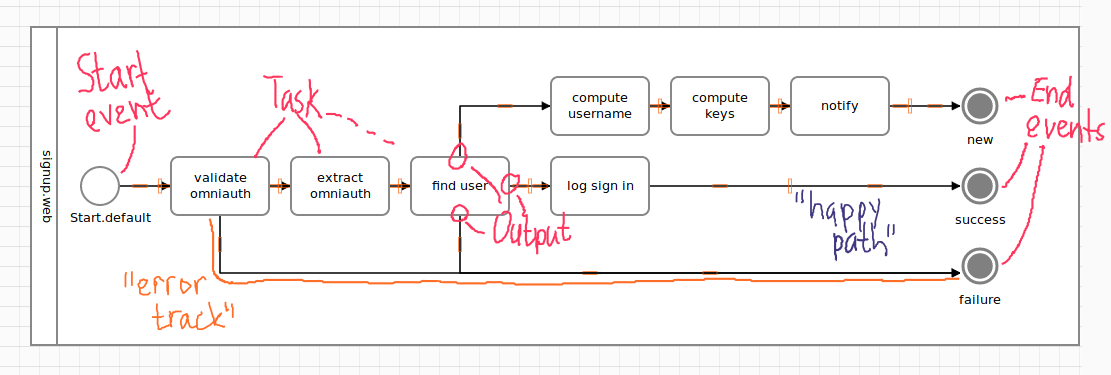 signup.web
Start
event
Task
Start.default
validate
omniauth
extract
omniauth
find user
Output
compute
username
compute
keys
notify
log sign in
"happy
path"
"error
track"
new
success
failure
End
events